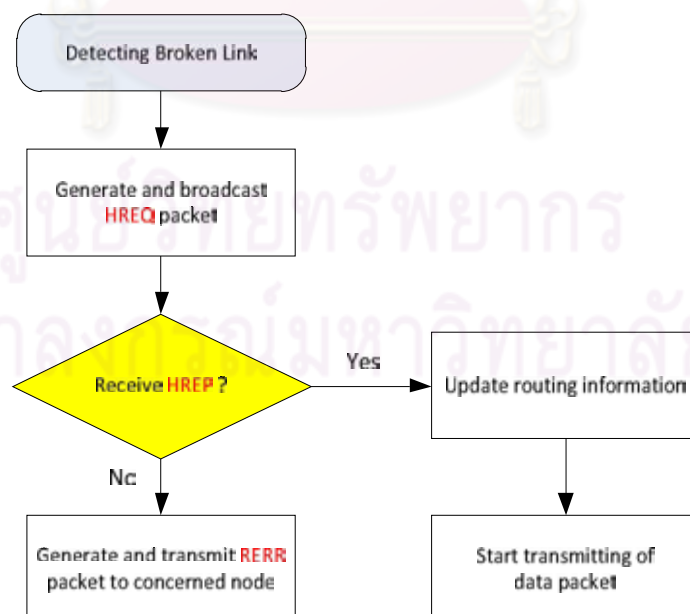 Detecting Broken Link
Generate and broadcast
HREQ packet
ศูนย์วิทยทรัพยากร
Receive HREP ?
Yes
Update routing information
No
Generate and transmit RERR
packet to concerned node
Start transmitting of
data packet